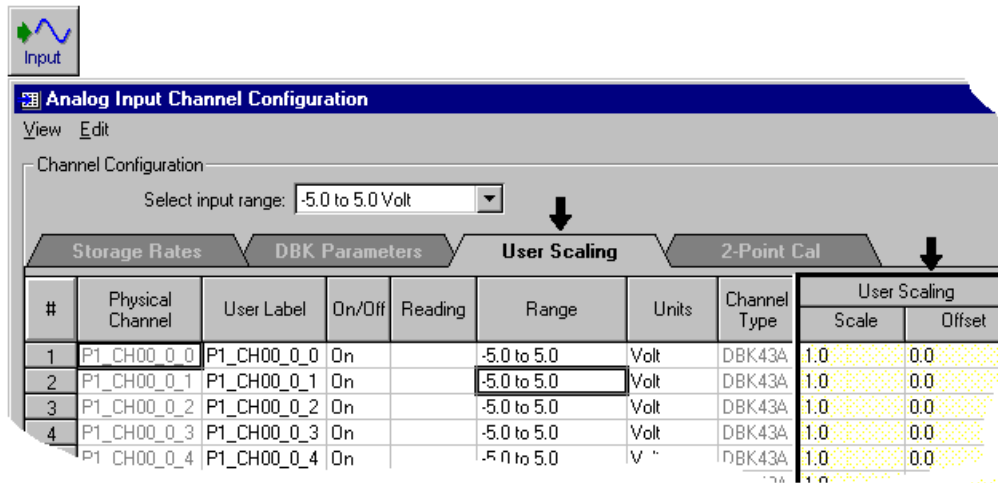 Input
Analog Input Channel Configuration
View Edit
Channel Configuration
Select input range: -5.0 to 5.0 Volt
Storage Rates DBK Parameters User Scaling 2-Point Cal
# Physical Channel User Label On/Off Reading Range Units Channel Type User Scaling
Scale Offset
1 P1_CH00_0_0 P1_CH00_0_0 On -5.0 to 5.0 Volt DBK43A 1.0 0.0
2 P1_CH00_0_1 P1_CH00_0_1 On -5.0 to 5.0 Volt DBK43A 1.0 0.0
3 P1_CH00_0_2 P1_CH00_0_2 On -5.0 to 5.0 Volt DBK43A 1.0 0.0
4 P1_CH00_0_3 P1_CH00_0_3 On -5.0 to 5.0 Volt DBK43A 1.0 0.0
P1_CH00_0_4 P1_CH00_0_4 On -5.0 to 5.0 DBK43A 1.0 0.0